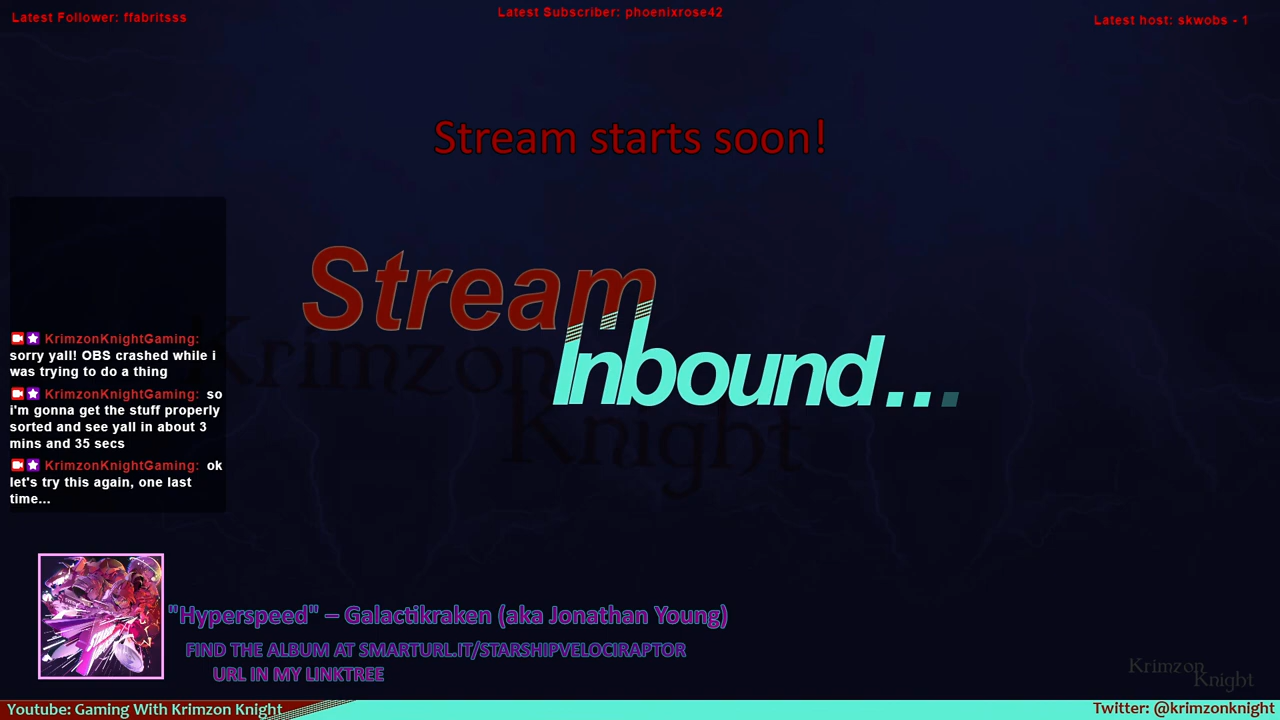 Latest Follower: ffabritsss
Latest Subscriber: phoenixrose42
Latest host: skwobs - 1
Stream starts soon!
Stream
Inbound...
Krimzon
Knight
KrimzonKnightGaming:
sorry yall! OBS crashed while i
was trying to do a thing
KrimzonKnightGaming: so
i'm gonna get the stuff properly
sorted and see yall in about 3
mins and 35 secs
KrimzonKnightGaming: ok
let's try this again, one last
time...
"Hyperspeed" – Galactikraken (aka Jonathan Young)
FIND THE ALBUM AT SMARTURL.IT/STARSHIPVELOCIRAPTOR
URL IN MY LINKTREE
Krimzon
Knight
Youtube: Gaming With Krimzon Knight
Twitter: @krimzonknight